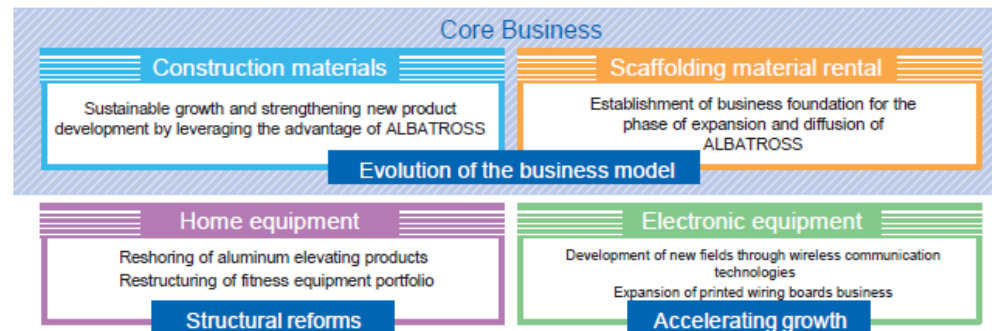 Core Business
Construction materials
Sustainable growth and strengthening new product
development by leveraging the advantage of ALBATROSS
Scaffolding material rental
Establishment of business foundation for the
phase of expansion and diffusion of
ALBATROSS
Evolution of the business model
Home equipment
Reshoring of aluminum elevating products
Restructuring of fitness equipment portfolio
Structural reforms
Electronic equipment
Development of new fields through wireless communication
technologies
Expansion of printed wiring boards business
Accelerating growth